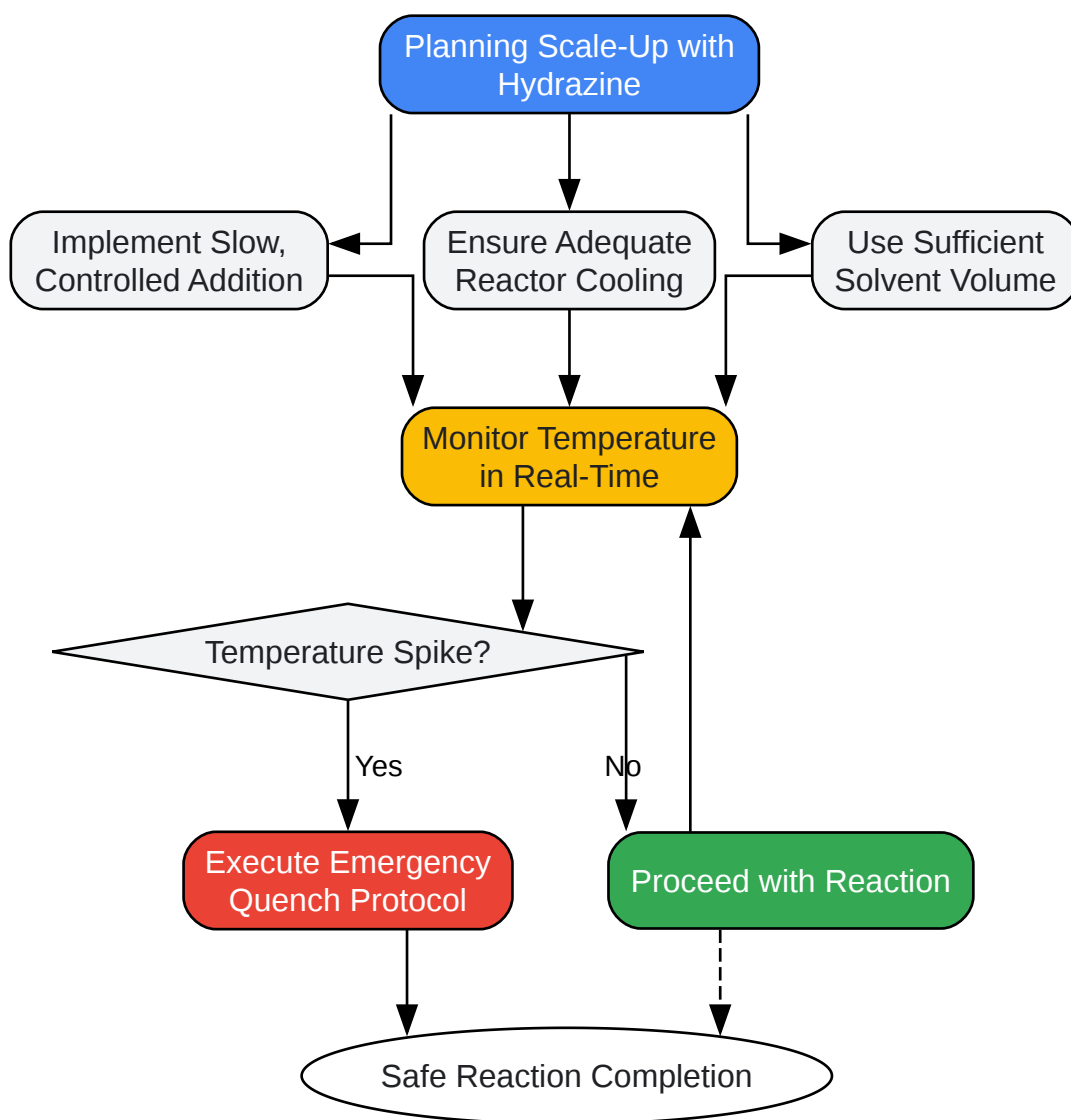 Planning Scale-Up with
Hydrazine
Implement Slow,
Controlled Addition
Ensure Adequate
Reactor Cooling
Use Sufficient
Solvent Volume
Monitor Temperature
in Real-Time
Temperature Spike?
Yes
No
Execute Emergency
Quench Protocol
Proceed with Reaction
Safe Reaction Completion